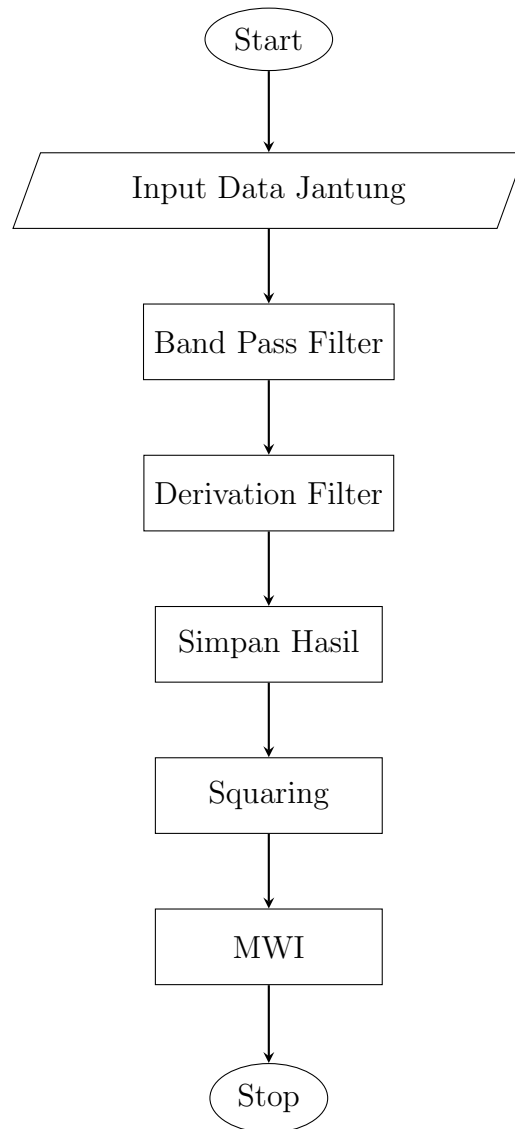 Start
Input Data Jantung
Band Pass Filter
Derivation Filter
Simpan Hasil
Squaring
MWI
Stop